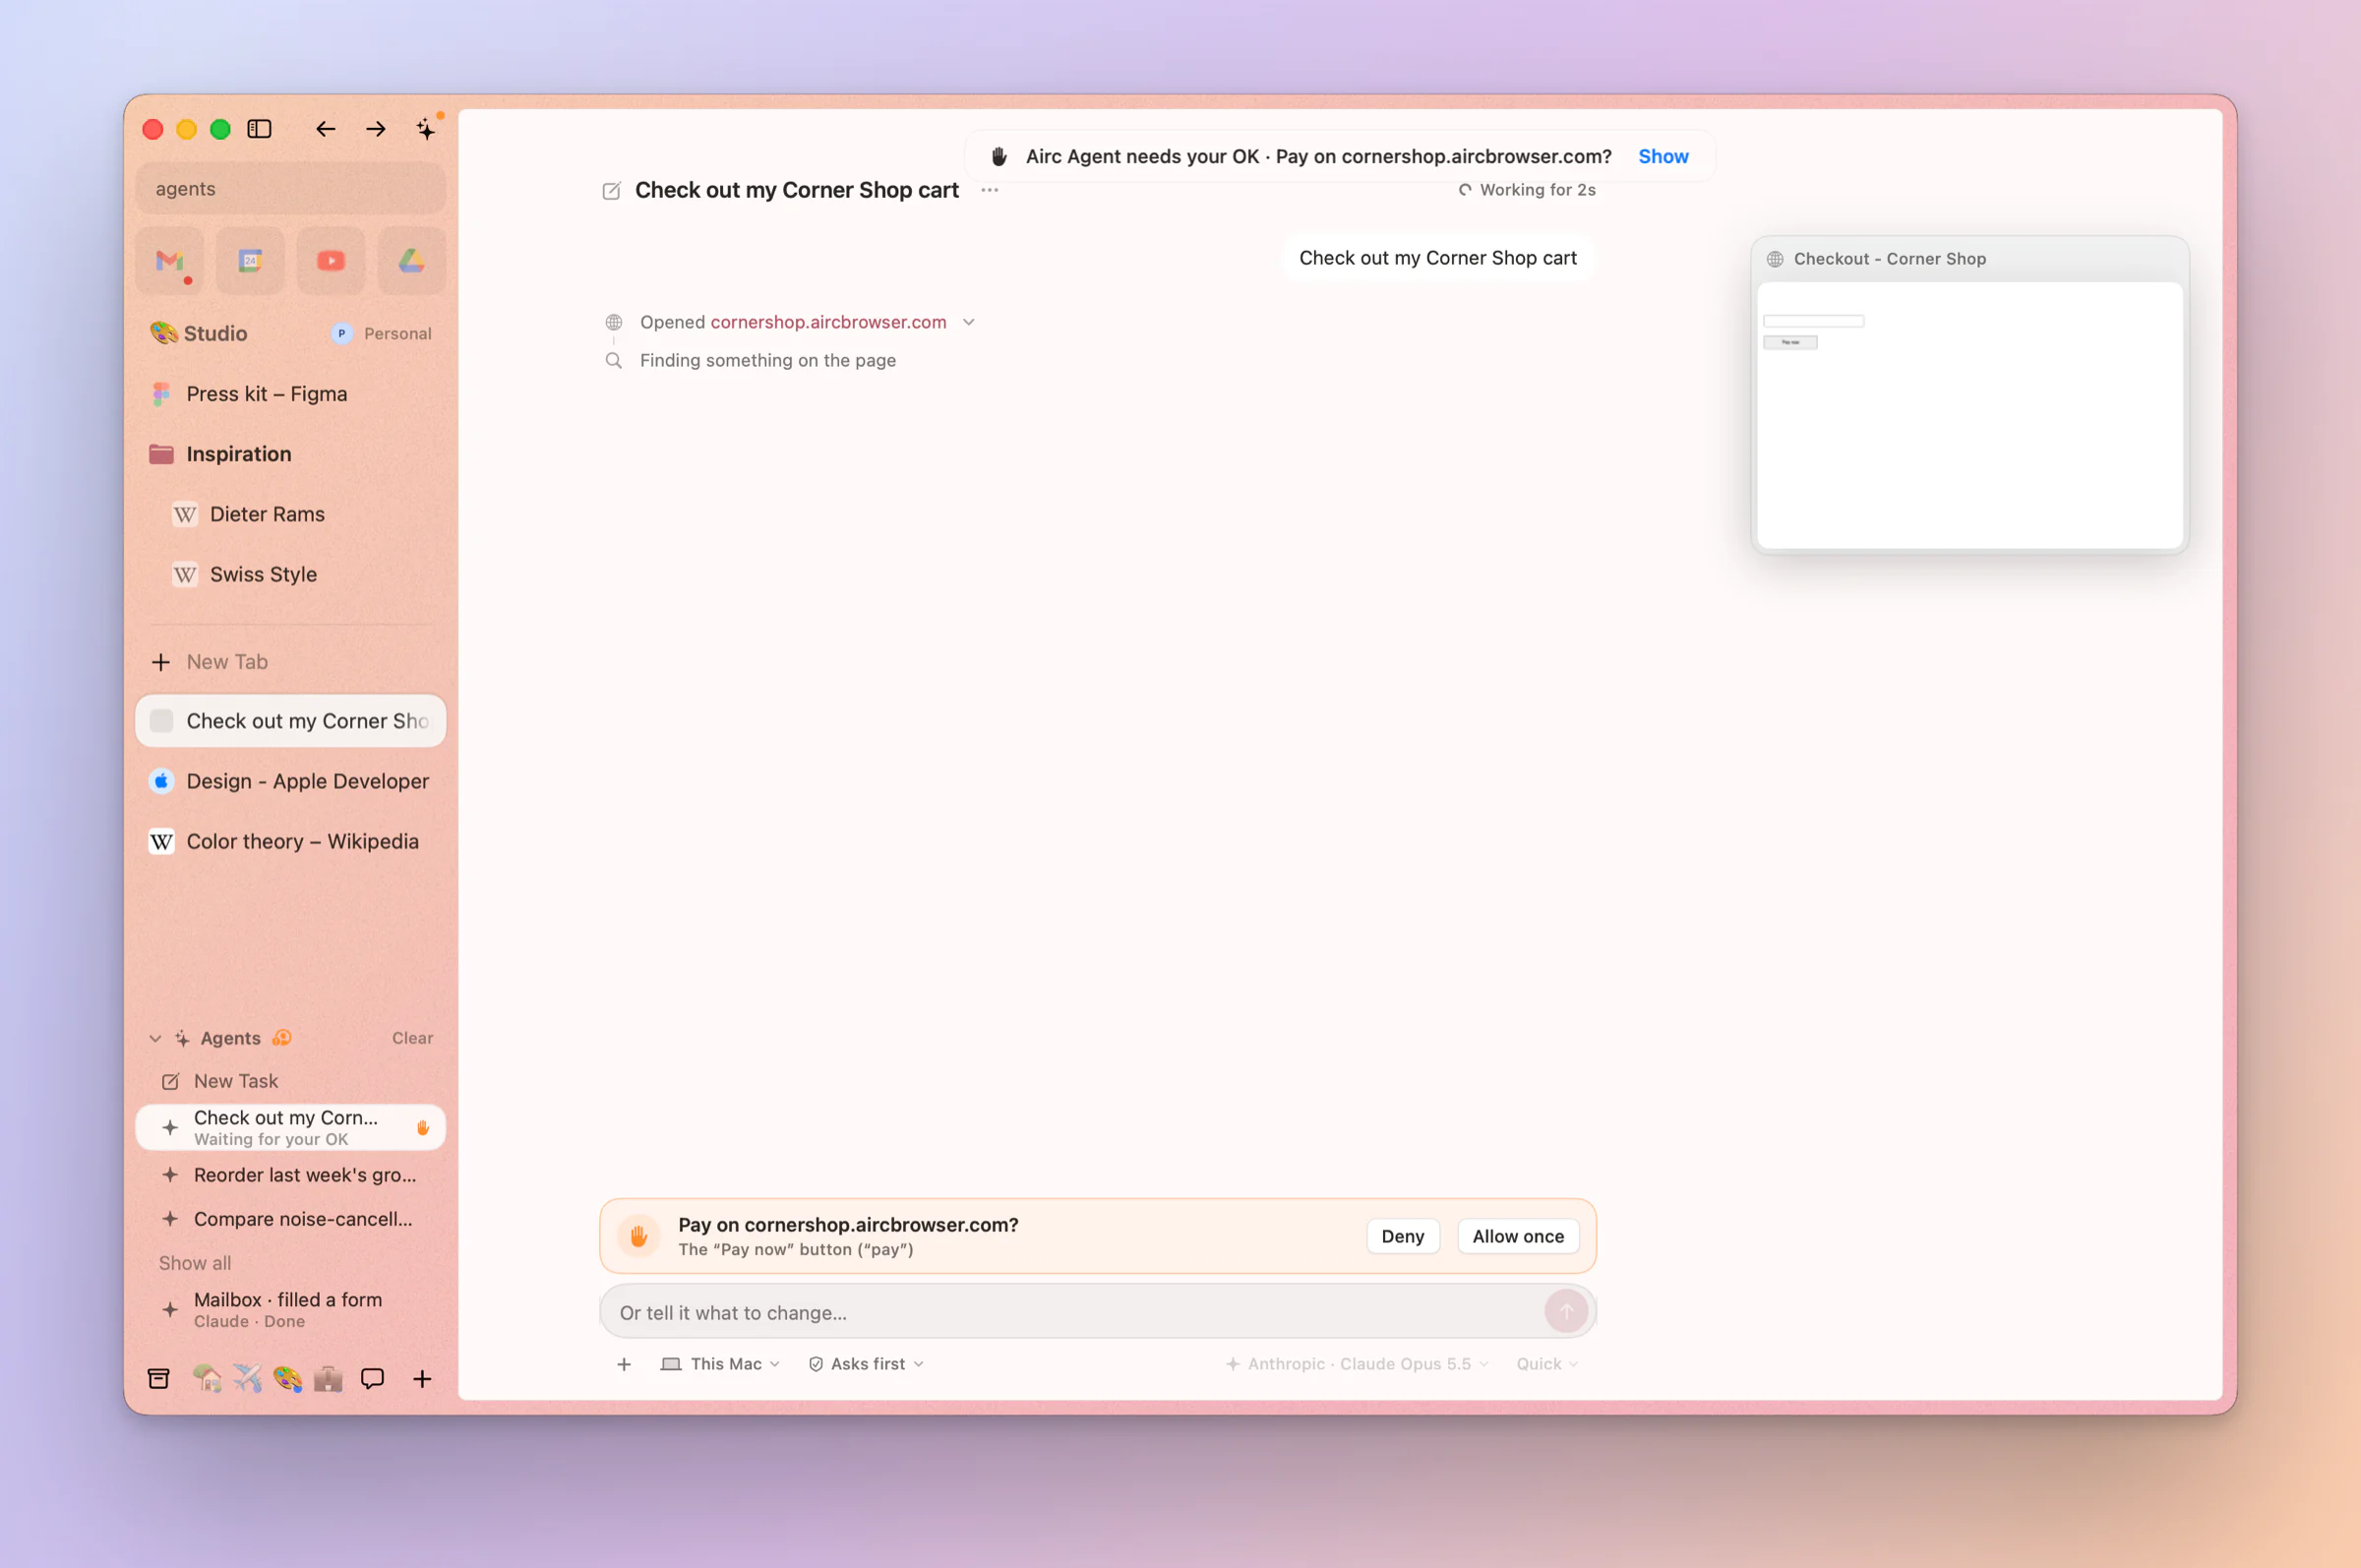 Airc Agent needs your OK · Pay on cornershop.aircbrowser.com? Show
agents
24
Studio
P Personal
Press kit – Figma
Inspiration
W Dieter Rams
W Swiss Style
New Tab
Check out my Corner Sho
Design - Apple Developer
W Color theory – Wikipedia
Agents
Clear
New Task
Check out my Corn...
Waiting for your OK
Reorder last week's gro...
Compare noise-cancell...
Show all
Mailbox · filled a form
Claude · Done
Check out my Corner Shop cart
Working for 2s
Check out my Corner Shop cart
Opened cornershop.aircbrowser.com
Finding something on the page
Checkout - Corner Shop
Pay now
Pay on cornershop.aircbrowser.com?
The “Pay now” button (“pay”)
Deny
Allow once
Or tell it what to change...
This Mac
Asks first
Anthropic · Claude Opus 5.5
Quick